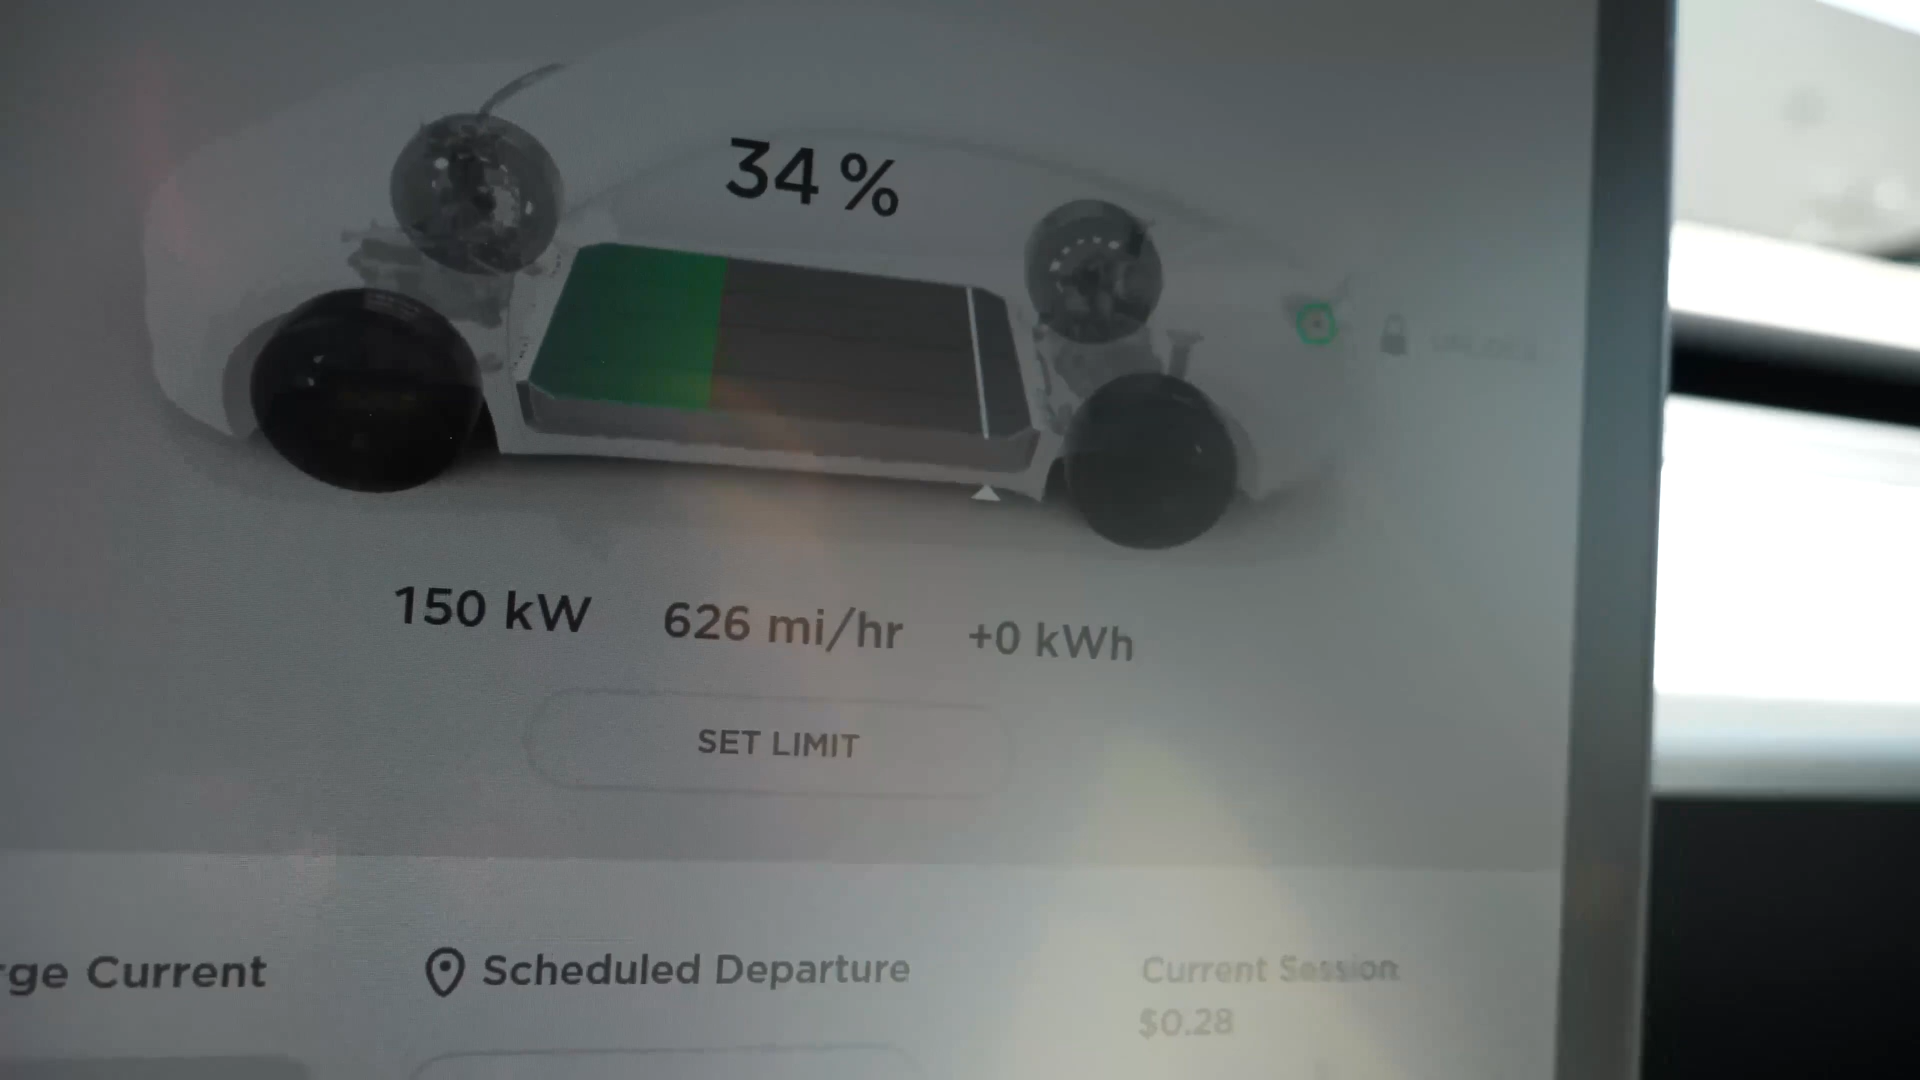 34 %
150 kW 626 mi/hr +0 kWh
SET LIMIT
rge Current
Scheduled Departure
Current Session
$0.28